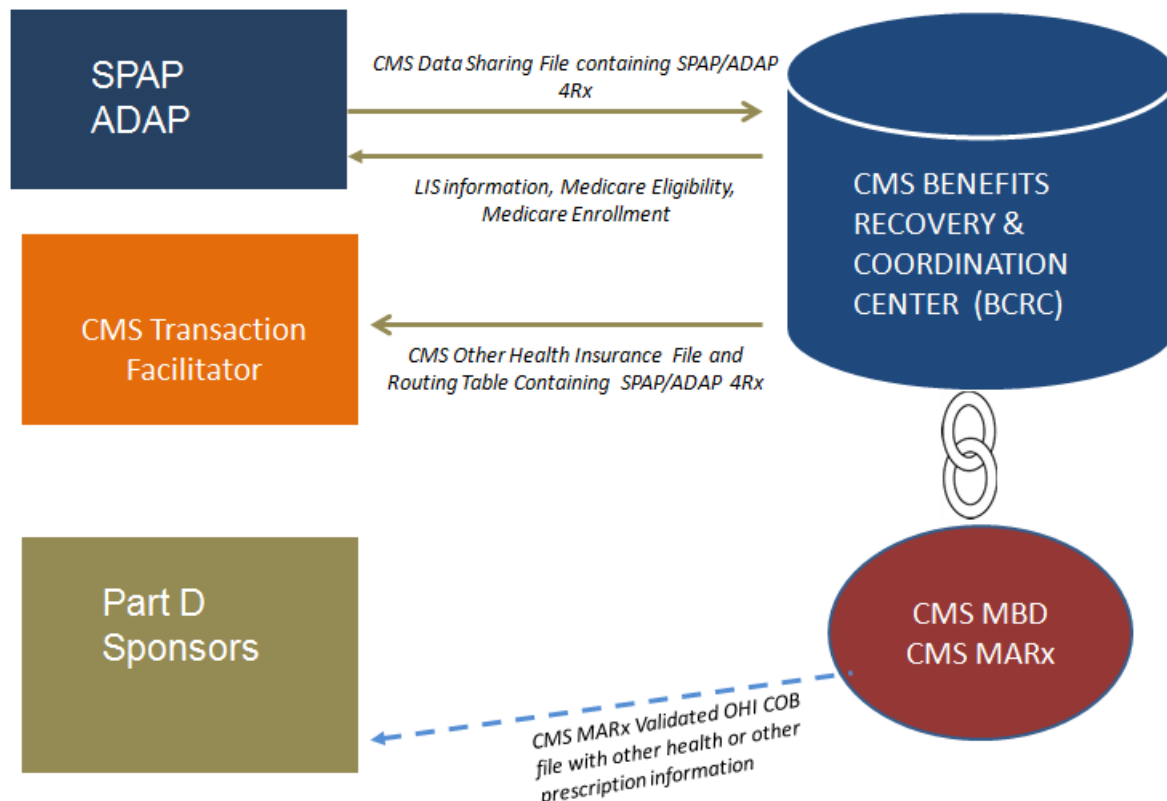 SPAP
ADAP
CMS Data Sharing File containing SPAP/ADAP
4Rx
LIS information, Medicare Eligibility,
Medicare Enrollment
CMS BENEFITS
RECOVERY &
COORDINATION
CENTER (BCRC)
CMS Transaction
Facilitator
CMS Other Health Insurance File and
Routing Table Containing SPAP/ADAP 4Rx
Part D
Sponsors
CMS MBD
CMS MARx
CMS MARx Validated OHI COB
file with other health or other
prescription information